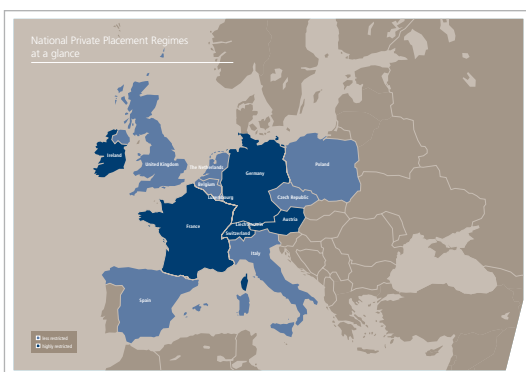 National Private Placement Regimes
at a glance
Ireland
United Kingdom
The Netherlands
Belgium
Luxembourg
Germany
Poland
Czech Republic
Liechtenstein
Austria
Switzerland
France
Italy
Spain
less restricted
highly restricted